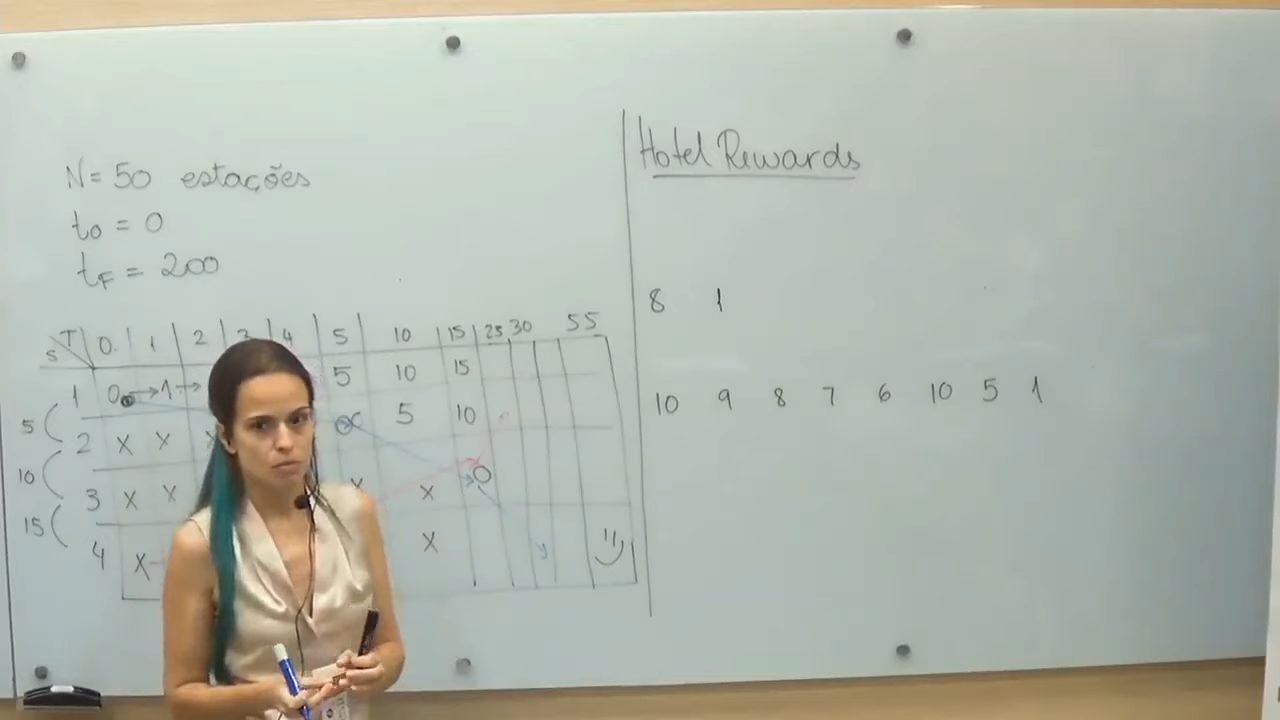 N = 50 estações
t0 = 0
tF = 200
T S 0 1 2 3 4 5 10 15 25 30 55
1 0 → 1 → 5 10 15
5 2 X X 5 10
10 3 X X X X 0
15 4 X X y
Hotel Rewards
8 1
10 9 8 7 6 10 5 1